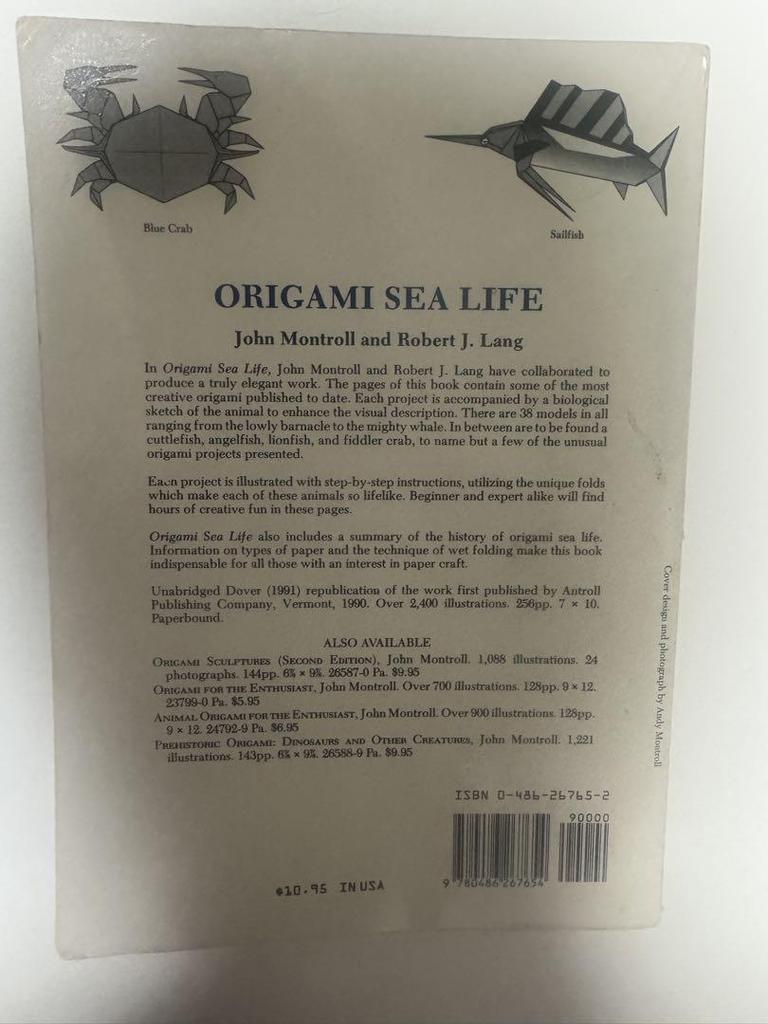 Blue Crab
Sailfish
ORIGAMI SEA LIFE
John Montroll and Robert J. Lang
In Origami Sea Life, John Montroll and Robert J. Lang have collaborated to
produce a truly elegant work. The pages of this book contain some of the most
creative origami published to date. Each project is accompanied by a biological
sketch of the animal to enhance the visual description. There are 38 models in all
ranging from the lowly barnacle to the mighty whale. In between are to be found a
cuttlefish, angelfish, lionfish, and fiddler crab, to name but a few of the unusual
origami projects presented.
Each project is illustrated with step-by-step instructions, utilizing the unique folds
which make each of these animals so lifelike. Beginner and expert alike will find
hours of creative fun in these pages.
Origami Sea Life also includes a summary of the history of origami sea life.
Information on types of paper and the technique of wet folding make this book
indispensable for all those with an interest in paper craft.
Unabridged Dover (1991) republication of the work first published by Antroll
Publishing Company, Vermont, 1990. Over 2,400 illustrations. 256pp. 7 × 10.
Paperbound.
ALSO AVAILABLE
ORIGAMI SCULPTURES (SECOND EDITION), John Montroll. 1,088 illustrations. 24
photographs. 144pp. 6⅜ × 9¼. 26587-0 Pa. $9.95
ORIGAMI FOR THE ENTHUSIAST, John Montroll. Over 700 illustrations. 128pp. 9 × 12.
23799-0 Pa. $5.95
ANIMAL ORIGAMI FOR THE ENTHUSIAST, John Montroll. Over 900 illustrations. 128pp.
9 × 12. 24792-9 Pa. $6.95
PREHISTORIC ORIGAMI: DINOSAURS AND OTHER CREATURES, John Montroll. 1,221
illustrations. 143pp. 6⅜ × 9¼. 26588-9 Pa. $9.95
Cover design and photograph by Andy Montroll
ISBN 0-486-26765-2
90000
9 780486 267654
$10.95 IN USA